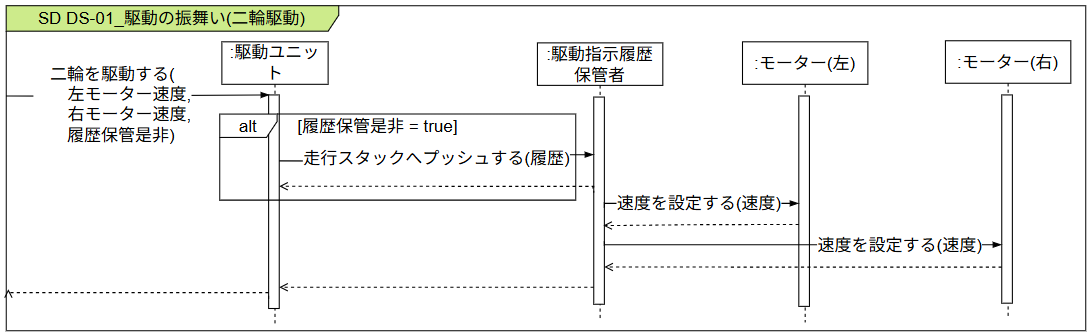 SD DS-01_駆動の振舞い(二輪駆動)
:駆動ユニッ
ト
:駆動指示履歴
保管者
:モーター(左)
:モーター(右)
二輪を駆動する(
左モーター速度,
右モーター速度,
履歴保管是非)
alt
[履歴保管是非 = true]
走行スタックへプッシュする(履歴)
速度を設定する(速度)
速度を設定する(速度)